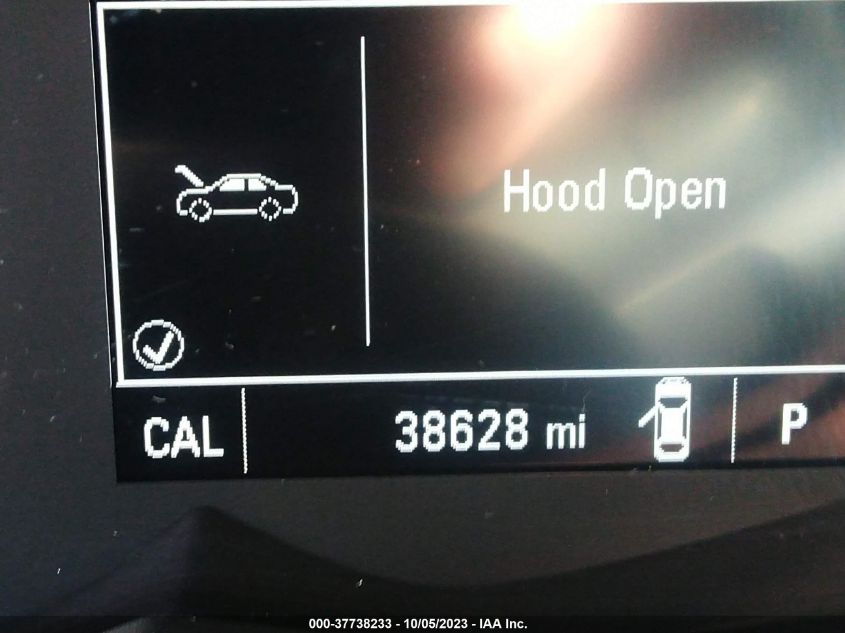 Hood Open
CAL 38628 mi P
000-37738233 - 10/05/2023 - IAA Inc.